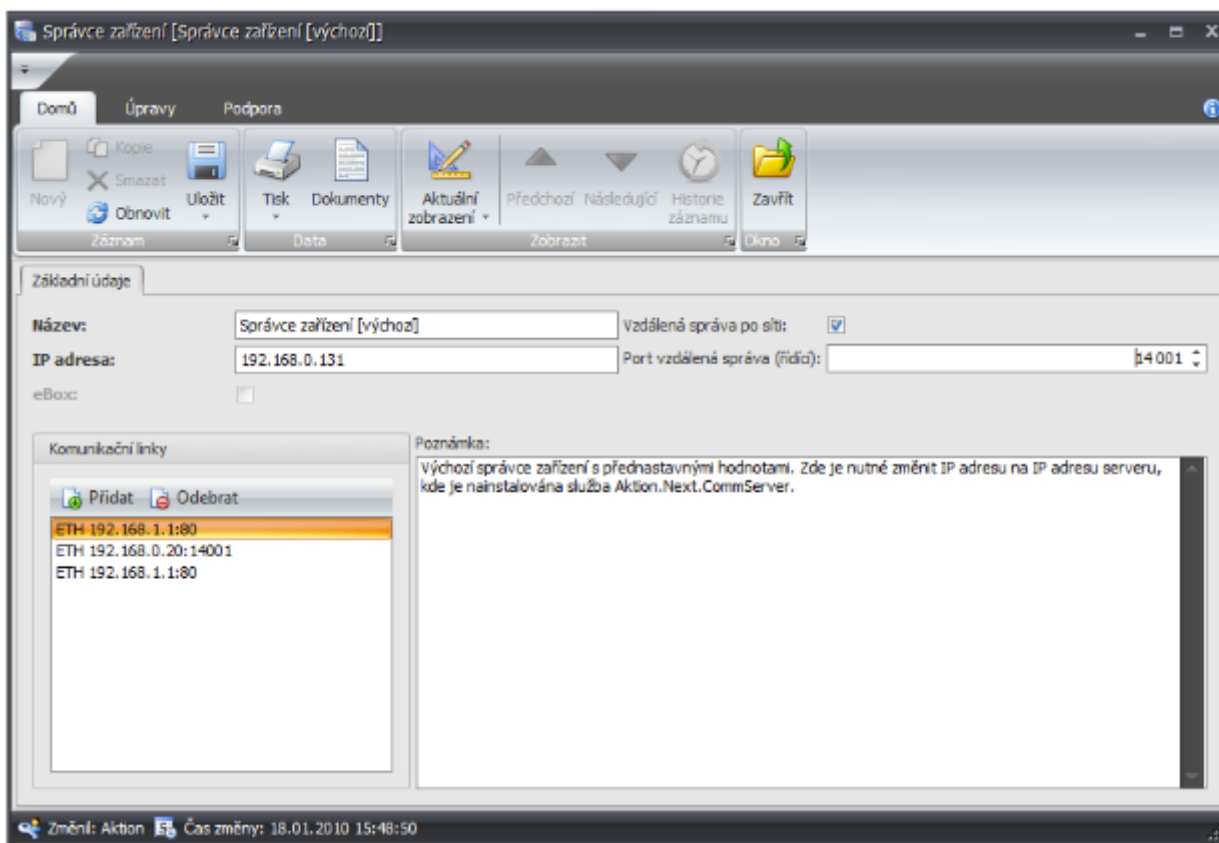 Správce zařízení [Správce zařízení [výchozí]]
Domů Úpravy Podpora
Nový Kopie Smazat Obnovit Uložit Tisk Dokumenty Aktuální zobrazení Předchozí Následující Historie záznamu Zavřít
Záznam Data Zobrazit Okno
Základní údaje
Název: Správce zařízení [výchozí] Vzdálená správa po síti:
IP adresa: 192.168.0.131 Port vzdálená správa (řídící): 14 001
eBox:
Komunikační linky
Přidat Odebrat
ETH 192.168.1.1:80
ETH 192.168.0.20:14001
ETH 192.168.1.1:80
Poznámka:
Výchozí správce zařízení s přednastavnými hodnotami. Zde je nutné změnit IP adresu na IP adresu serveru,
kde je nainstalována služba Aktion.Next.CommServer.
Změnil: Aktion Čas změny: 18.01.2010 15:48:50